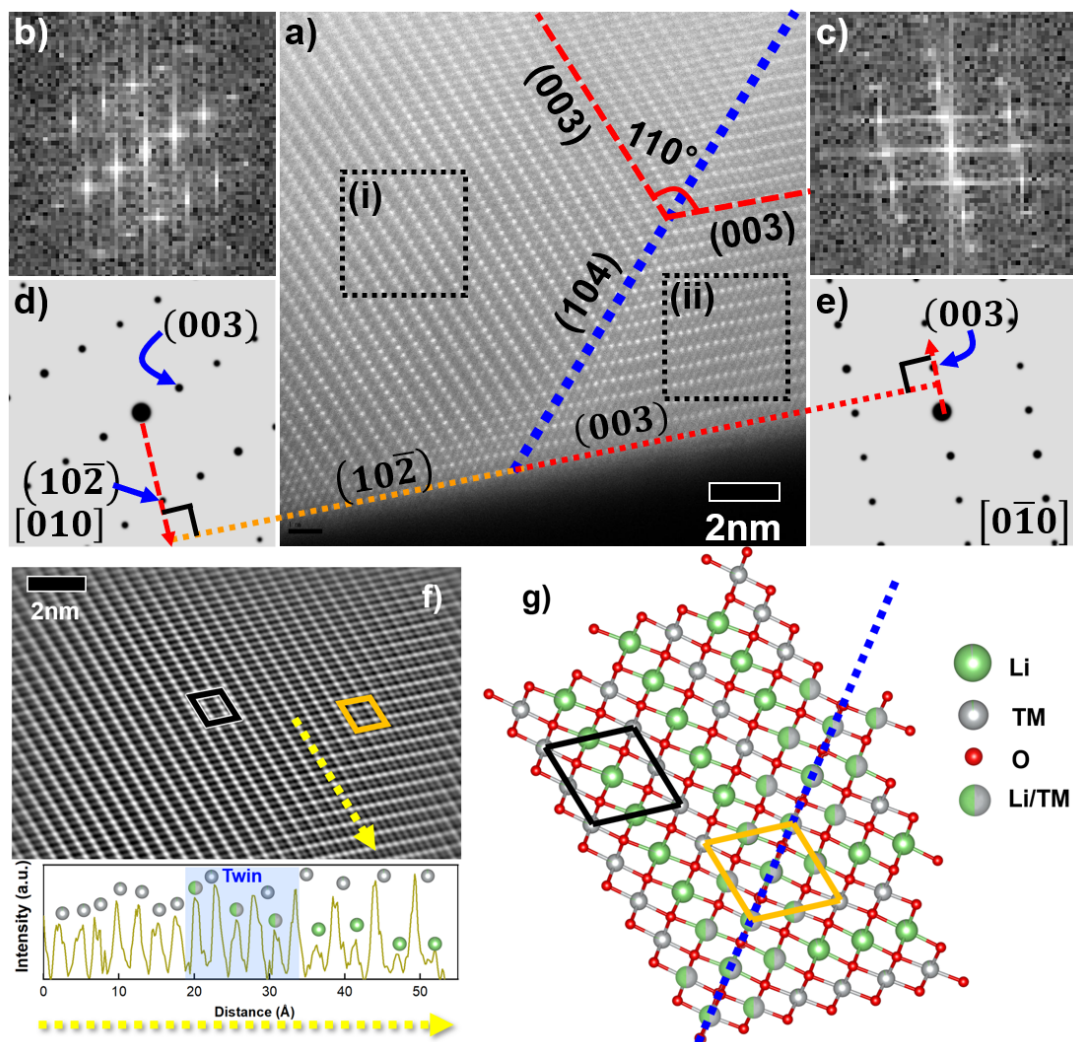 b)
a)
c)
(003)
110°
(i)
(003)
(104)
(ii)
d)
(003)
e)
(003)
(003)
(102̅)
(102̅)
[010]
2nm
[01̅0]
2nm
f)
g)
Li
TM
O
Li/TM
Intensity (a.u.)
Twin
0 10 20 30 40 50
Distance (Å)